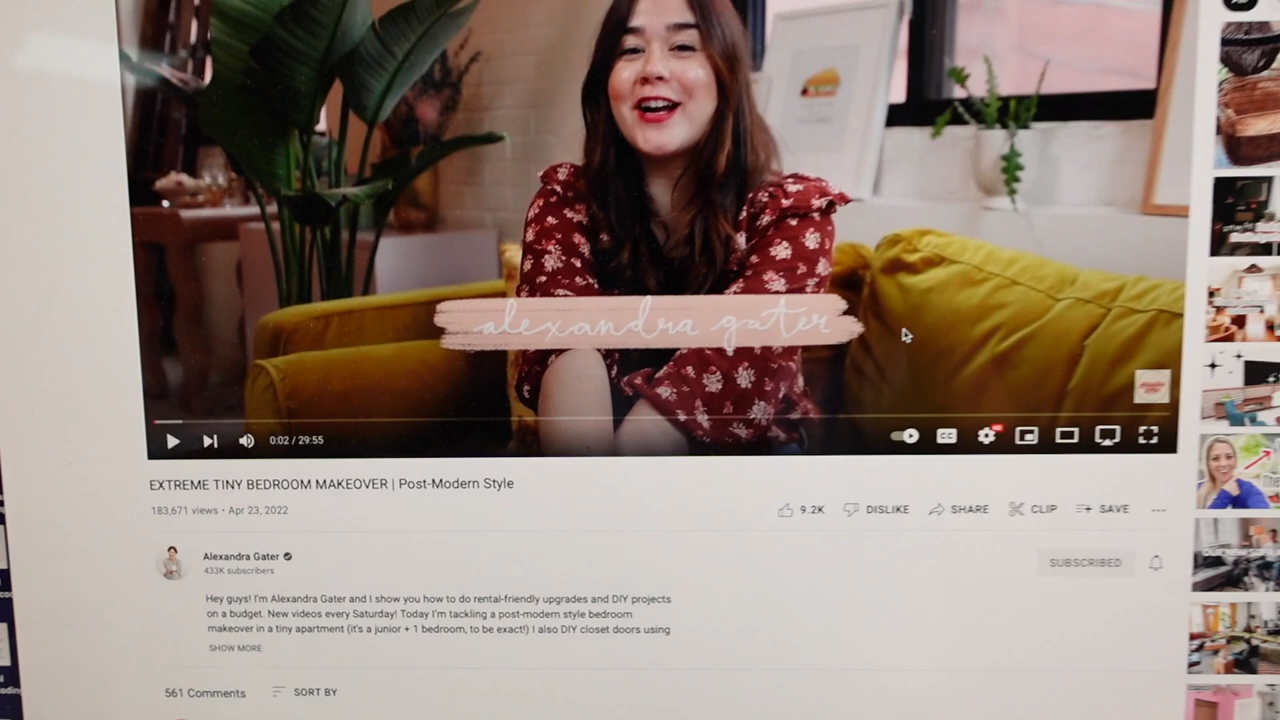 alexandra gater
0:02 / 29:55
CC
HD
EXTREME TINY BEDROOM MAKEOVER | Post-Modern Style
183,671 views • Apr 23, 2022
9.2K DISLIKE SHARE CLIP SAVE
Alexandra Gater
433K subscribers
SUBSCRIBED
Hey guys! I'm Alexandra Gater and I show you how to do rental-friendly upgrades and DIY projects
on a budget. New videos every Saturday! Today I'm tackling a post-modern style bedroom
makeover in a tiny apartment (it's a junior + 1 bedroom, to be exact!) I also DIY closet doors using
SHOW MORE
561 Comments SORT BY